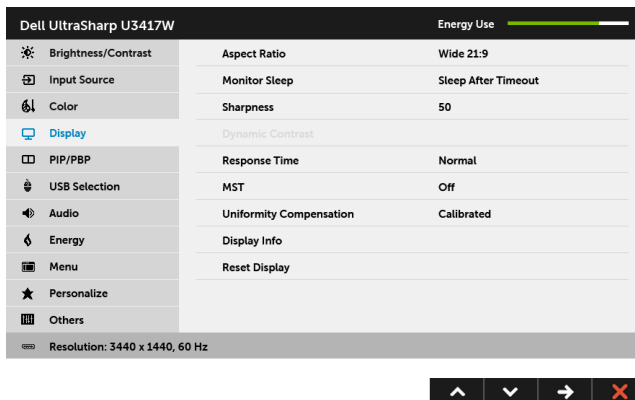 Dell UltraSharp U3417W Energy Use
Brightness/Contrast Aspect Ratio Wide 21:9
Input Source Monitor Sleep Sleep After Timeout
Color Sharpness 50
Display Dynamic Contrast
PIP/PBP Response Time Normal
USB Selection MST Off
Audio Uniformity Compensation Calibrated
Energy Display Info
Menu Reset Display
Personalize
Others
Resolution: 3440 x 1440, 60 Hz